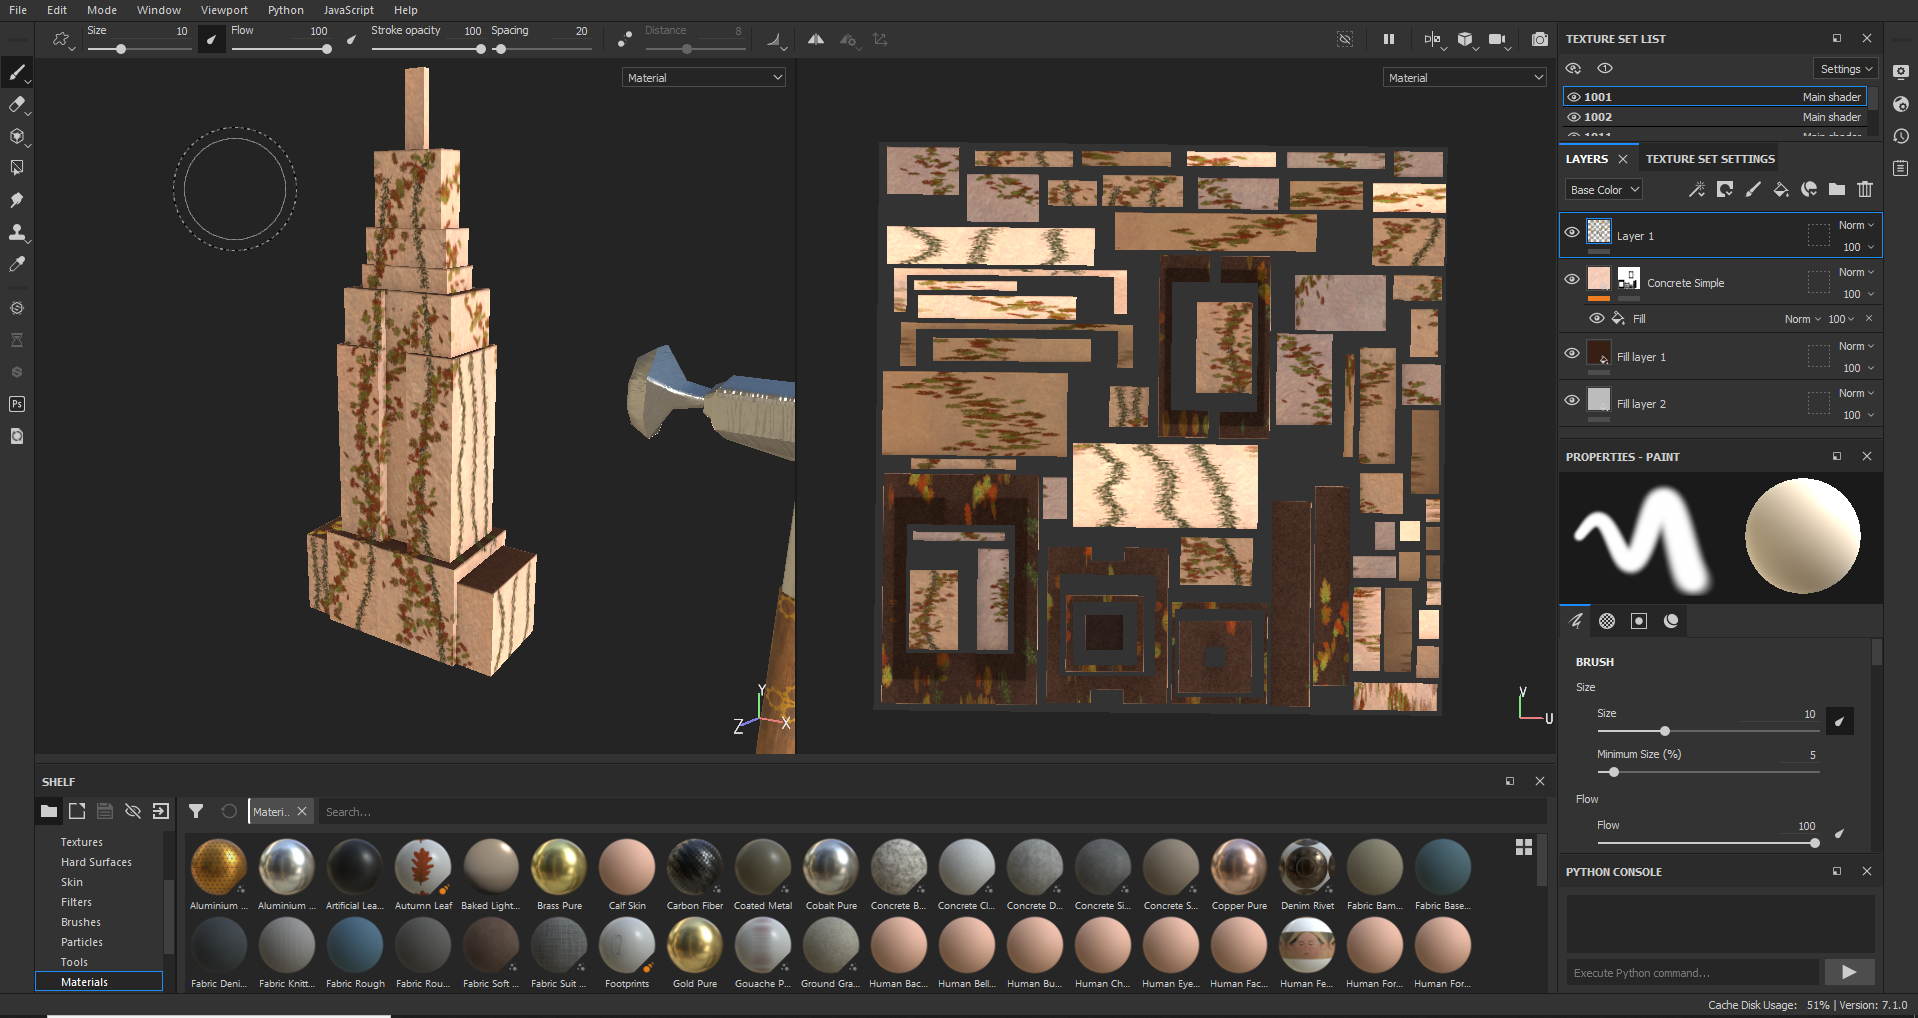 File Edit Mode Window Viewport Python JavaScript Help
Size 10 Flow 100 Stroke opacity 100 Spacing 20 Distance 8
Material
Material
Y
Z X
V
U
TEXTURE SET LIST
Settings
1001 Main shader
1002 Main shader
LAYERS TEXTURE SET SETTINGS
Base Color
Layer 1 Norm 100
Concrete Simple Norm 100
Fill Norm 100
Fill layer 1 Norm 100
Fill layer 2 Norm 100
PROPERTIES - PAINT
BRUSH
Size
Size 10
Minimum Size (%) 5
Flow
Flow 100
PYTHON CONSOLE
Execute Python command...
Ps
SHELF
Materi.. Search...
Textures
Hard Surfaces
Skin
Filters
Brushes
Particles
Tools
Materials
Aluminium ... Aluminium ... Artificial Lea... Autumn Leaf Baked Light... Brass Pure Calf Skin Carbon Fiber Coated Metal Cobalt Pure Concrete B... Concrete Cl... Concrete D... Concrete Si... Concrete S... Copper Pure Denim Rivet Fabric Bam... Fabric Base...
Fabric Deni... Fabric Knitt... Fabric Rough Fabric Rou... Fabric Soft ... Fabric Suit ... Footprints Gold Pure Gouache P... Ground Gra... Human Bac... Human Bell... Human Bu... Human Ch... Human Eye... Human Fac... Human Fe... Human For... Human For...
Cache Disk Usage: 51% | Version: 7.1.0